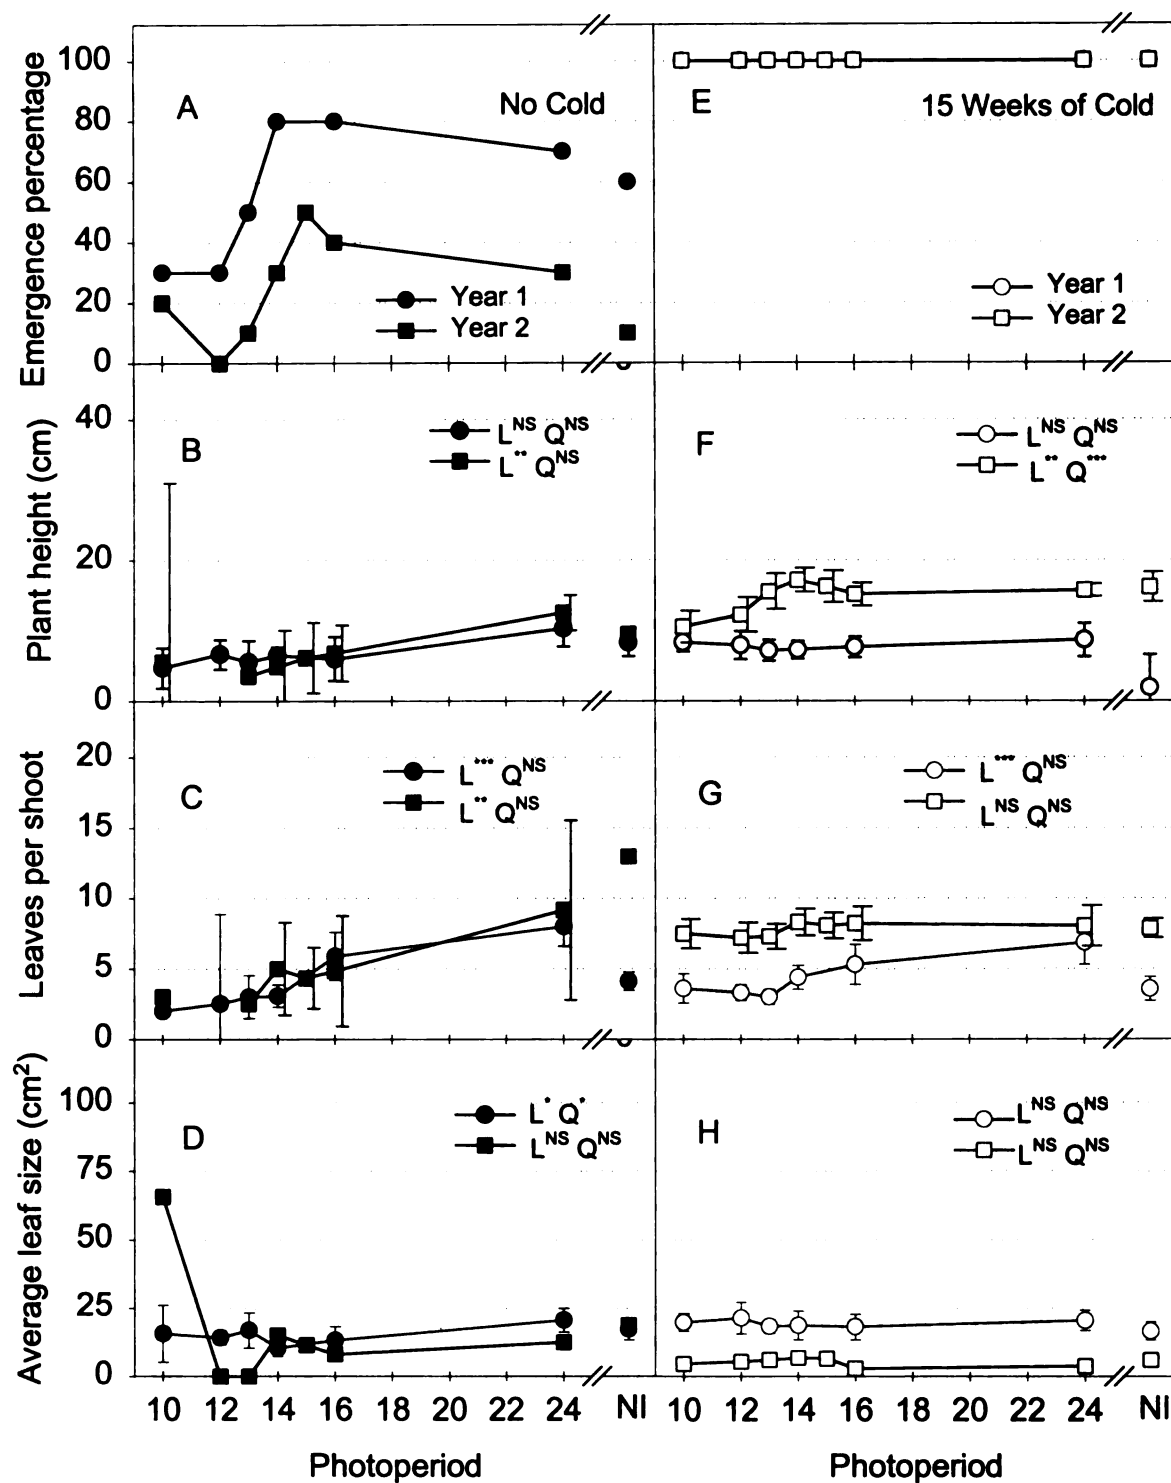 Emergence percentage
100
80
60
40
20
0
A
No Cold
Year 1
Year 2
E
15 Weeks of Cold
Year 1
Year 2
Plant height (cm)
40
20
0
B
L^NS Q^NS
L^** Q^NS
F
L^NS Q^NS
L^** Q^***
Leaves per shoot
20
15
10
5
0
C
L^*** Q^NS
L^** Q^NS
G
L^*** Q^NS
L^NS Q^NS
Average leaf size (cm²)
100
75
50
25
0
D
L^* Q^*
L^NS Q^NS
H
L^NS Q^NS
L^NS Q^NS
10 12 14 16 18 20 22 24 NI
10 12 14 16 18 20 22 24 NI
Photoperiod
Photoperiod